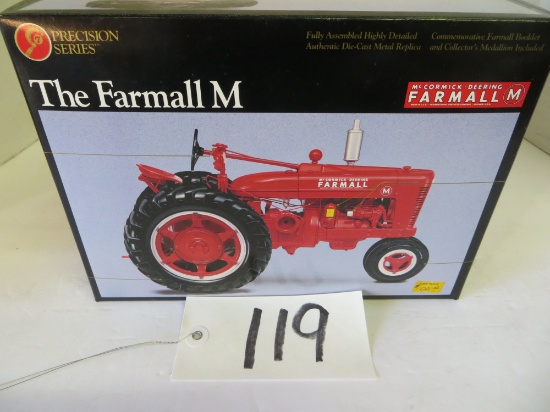 PRECISION
SERIES™
Fully Assembled Highly Detailed
Authentic Die-Cast Metal Replica
Commemorative Farmall Booklet
and Collector's Medallion Included
The Farmall M
McCORMICK-DEERING
FARMALL M
McCORMICK-DEERING
FARMALL
M
119